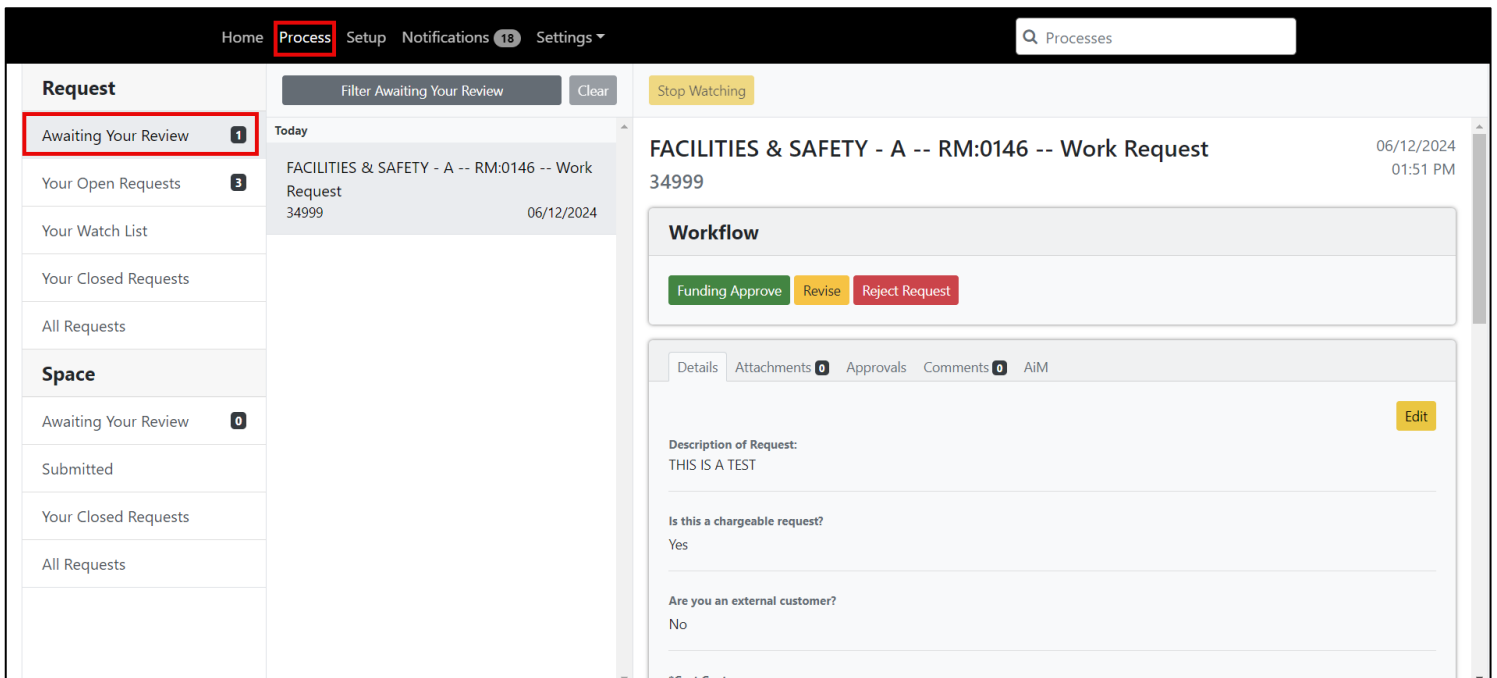 Home Process Setup Notifications 18 Settings
Processes
Request
Awaiting Your Review 1
Your Open Requests 3
Your Watch List
Your Closed Requests
All Requests
Space
Awaiting Your Review 0
Submitted
Your Closed Requests
All Requests
Filter Awaiting Your Review Clear
Today
FACILITIES & SAFETY - A -- RM:0146 -- Work
Request
34999 06/12/2024
Stop Watching
FACILITIES & SAFETY - A -- RM:0146 -- Work Request
34999
06/12/2024
01:51 PM
Workflow
Funding Approve Revise Reject Request
Details Attachments 0 Approvals Comments 0 AiM
Edit
Description of Request:
THIS IS A TEST
Is this a chargeable request?
Yes
Are you an external customer?
No